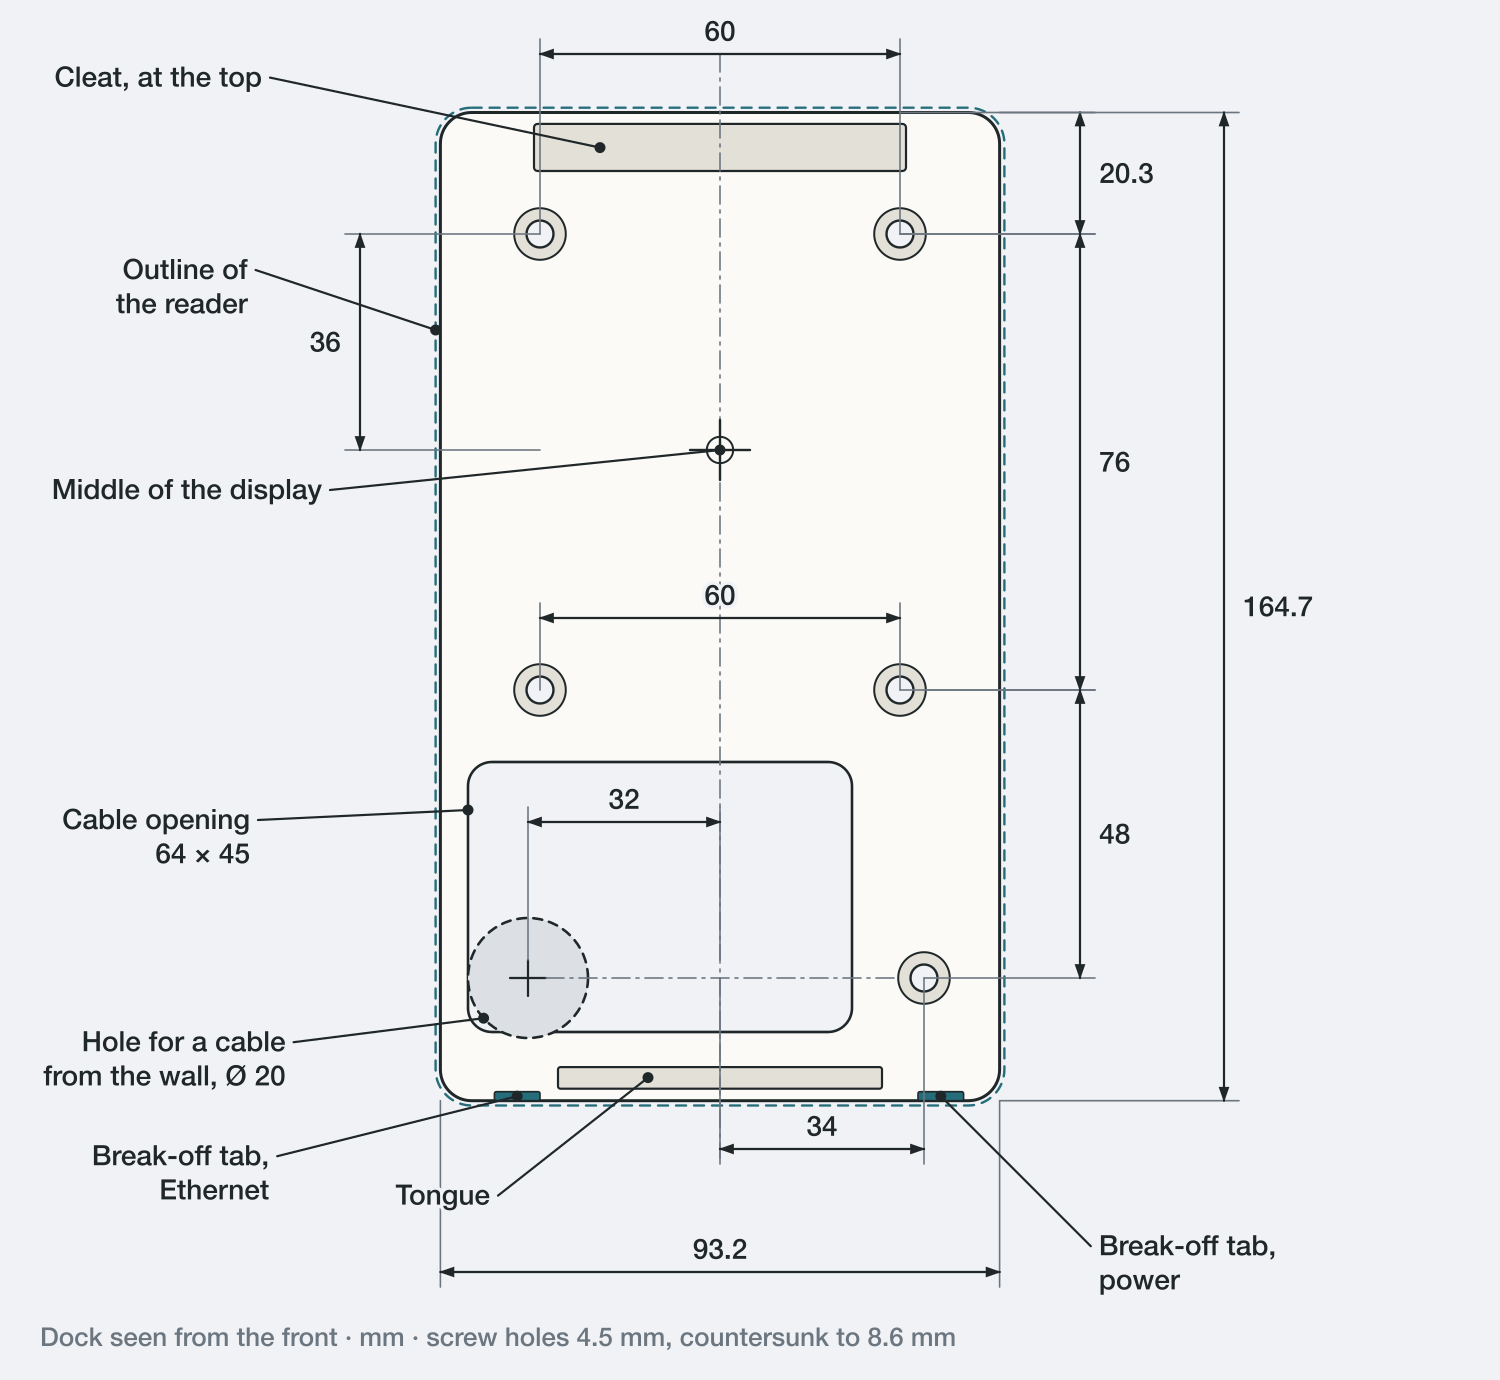 60
Cleat, at the top
20.3
Outline of
the reader
36
76
Middle of the display
60
164.7
32
Cable opening
64 × 45
48
Hole for a cable
from the wall, Ø 20
34
Break-off tab,
Ethernet
Tongue
93.2
Break-off tab,
power
Dock seen from the front · mm · screw holes 4.5 mm, countersunk to 8.6 mm